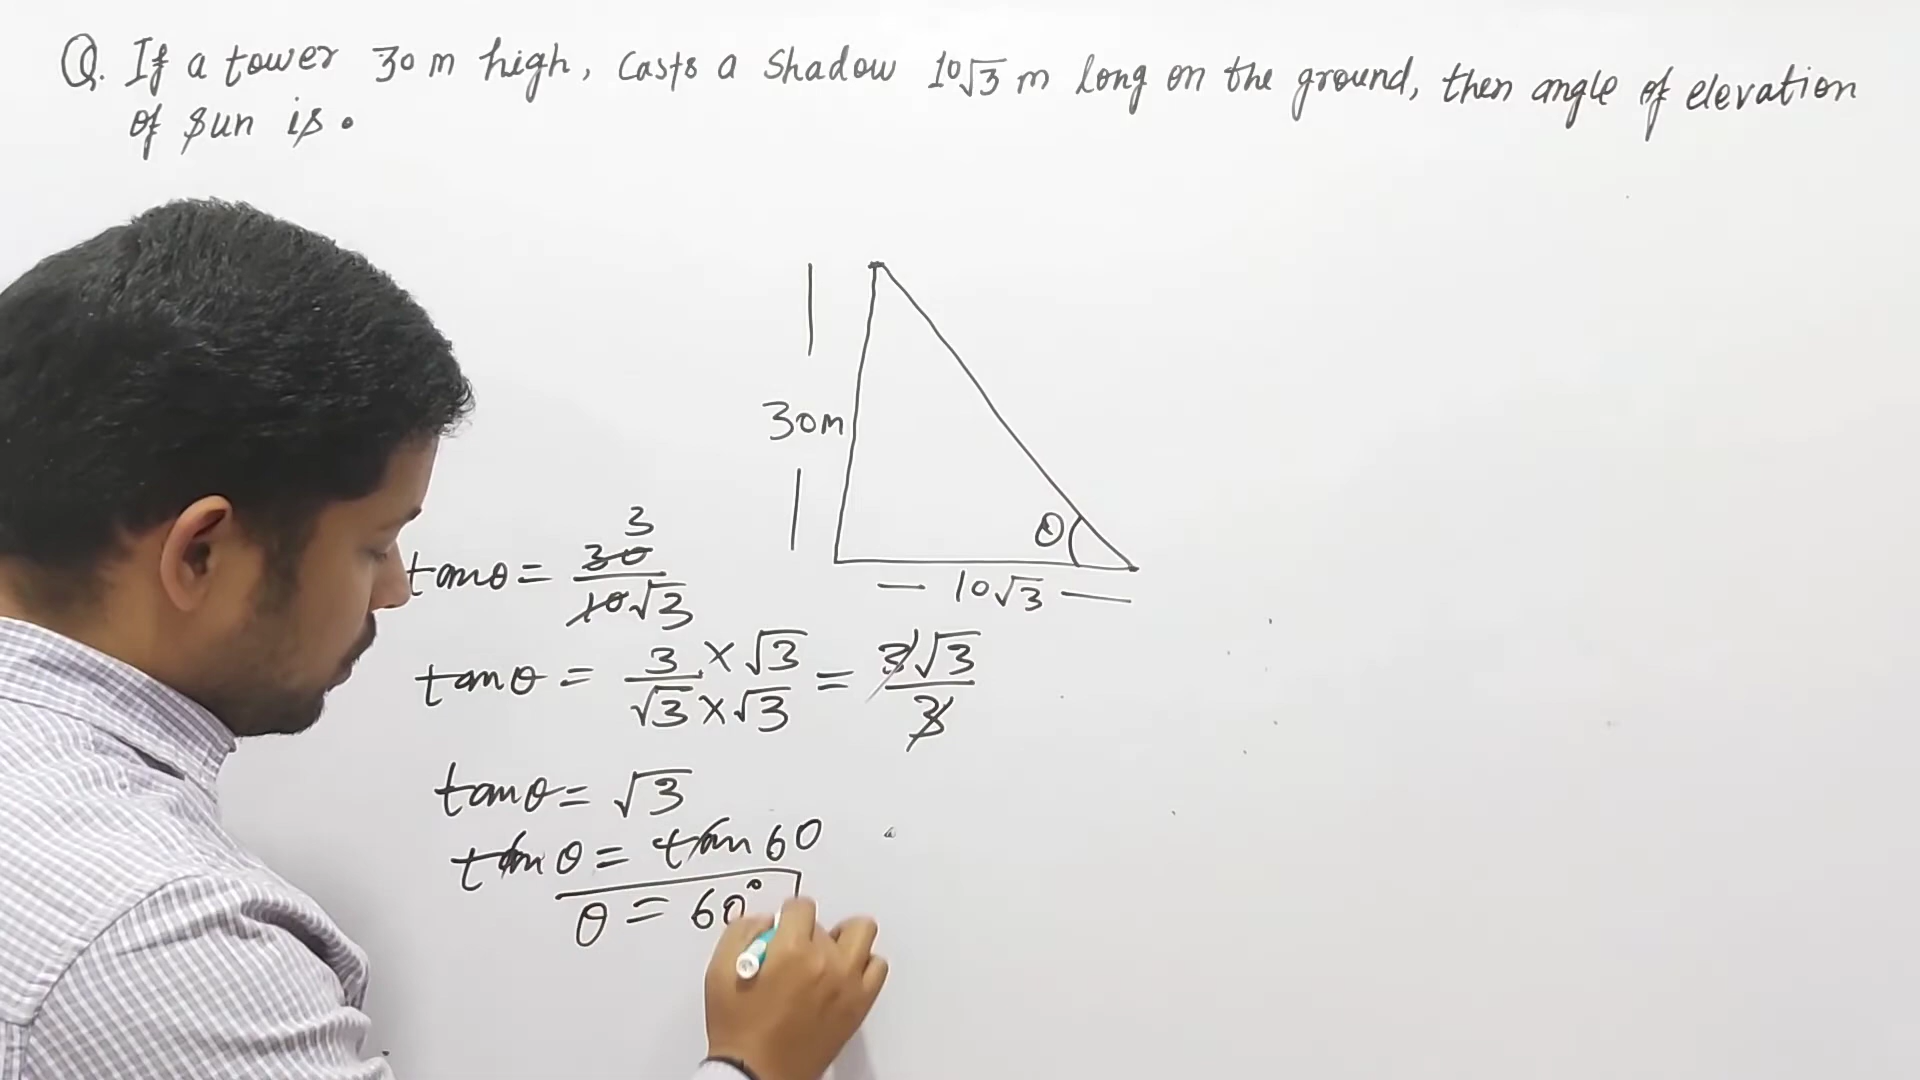 Q. If a tower 30 m high, casts a shadow 10√3 m long on the ground, then angle of elevation
of sun is.
30m
θ
10√3
tanθ = 3 30/10√3
tanθ = 3×√3/√3×√3 = 3√3/3
tanθ = √3
tanθ = tan60
θ = 60°